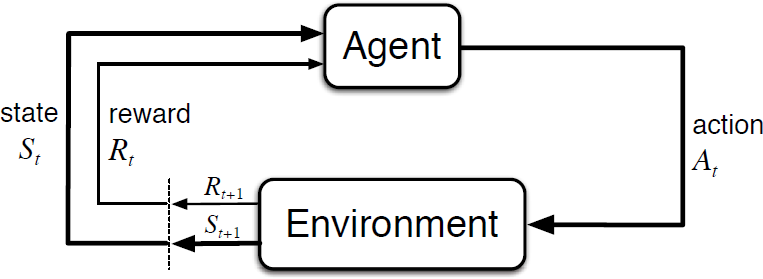 Agent
state
S_t
reward
R_t
action
A_t
R_{t+1}
S_{t+1}
Environment